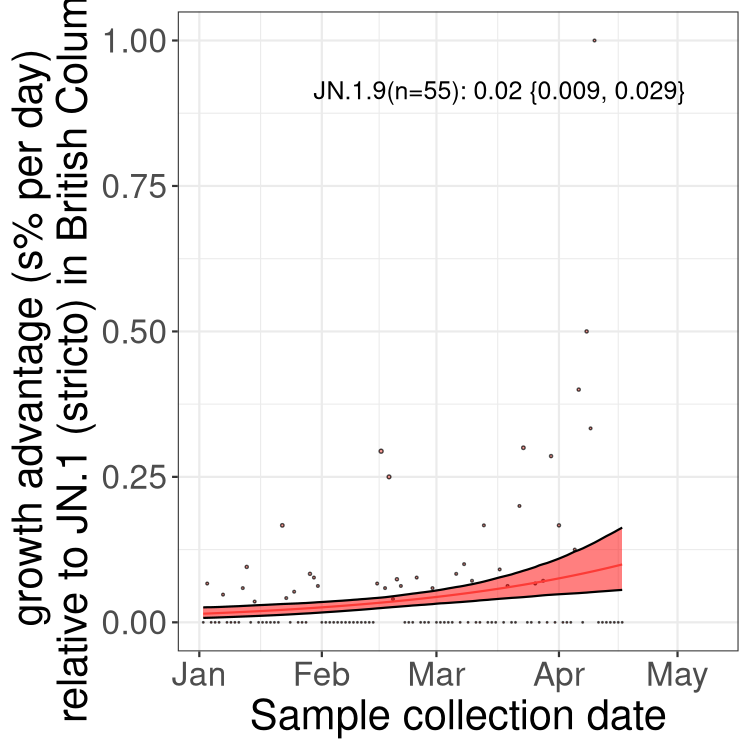 growth advantage (s% per day)
relative to JN.1 (stricto) in British Colum
1.00
0.75
0.50
0.25
0.00
JN.1.9(n=55): 0.02 {0.009, 0.029}
Jan Feb Mar Apr May
Sample collection date